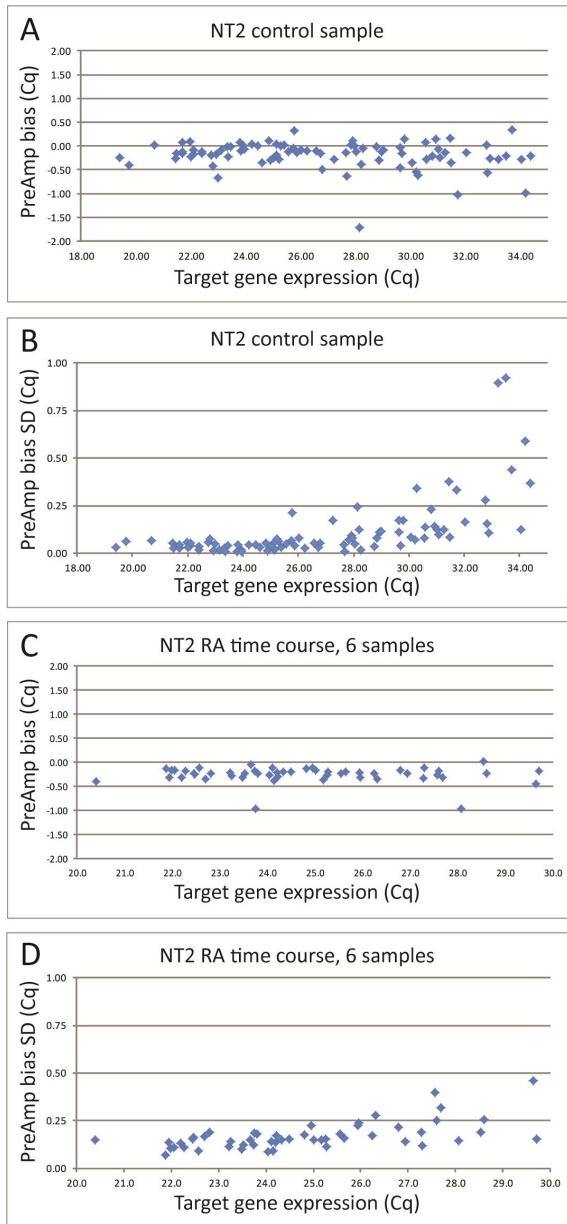 A
NT2 control sample
PreAmp bias (Cq)
2.00
1.50
1.00
0.50
0.00
-0.50
-1.00
-1.50
-2.00
18.00 20.00 22.00 24.00 26.00 28.00 30.00 32.00 34.00
Target gene expression (Cq)
B
NT2 control sample
PreAmp bias SD (Cq)
1.00
0.75
0.50
0.25
0.00
18.00 20.00 22.00 24.00 26.00 28.00 30.00 32.00 34.00
Target gene expression (Cq)
C
NT2 RA time course, 6 samples
PreAmp bias (Cq)
2.00
1.50
1.00
0.50
0.00
-0.50
-1.00
-1.50
-2.00
20.0 21.0 22.0 23.0 24.0 25.0 26.0 27.0 28.0 29.0 30.0
Target gene expression (Cq)
D
NT2 RA time course, 6 samples
PreAmp bias SD (Cq)
1.00
0.75
0.50
0.25
0.00
20.0 21.0 22.0 23.0 24.0 25.0 26.0 27.0 28.0 29.0 30.0
Target gene expression (Cq)